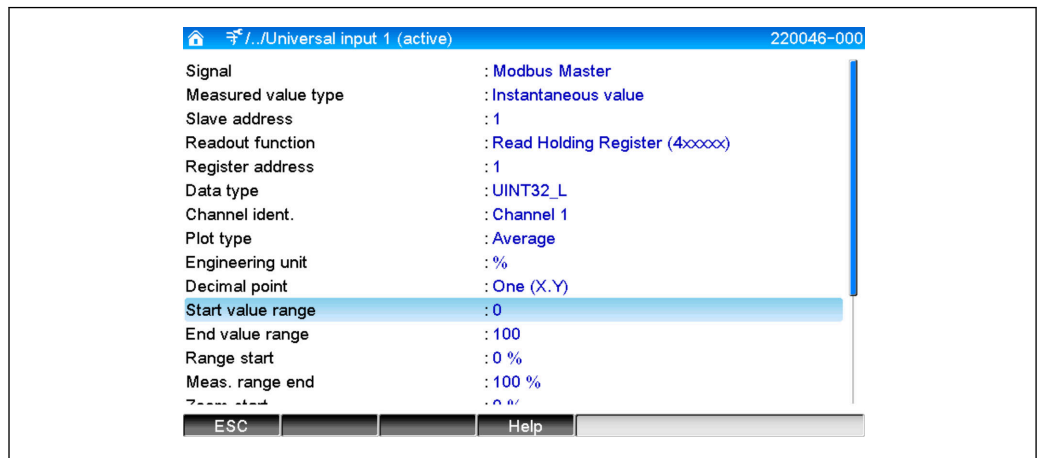 /../Universal input 1 (active) 220046-000
Signal : Modbus Master
Measured value type : Instantaneous value
Slave address : 1
Readout function : Read Holding Register (4xxxxx)
Register address : 1
Data type : UINT32_L
Channel ident. : Channel 1
Plot type : Average
Engineering unit : %
Decimal point : One (X.Y)
Start value range : 0
End value range : 100
Range start : 0 %
Meas. range end : 100 %
Zoom start : 0 %
ESC Help